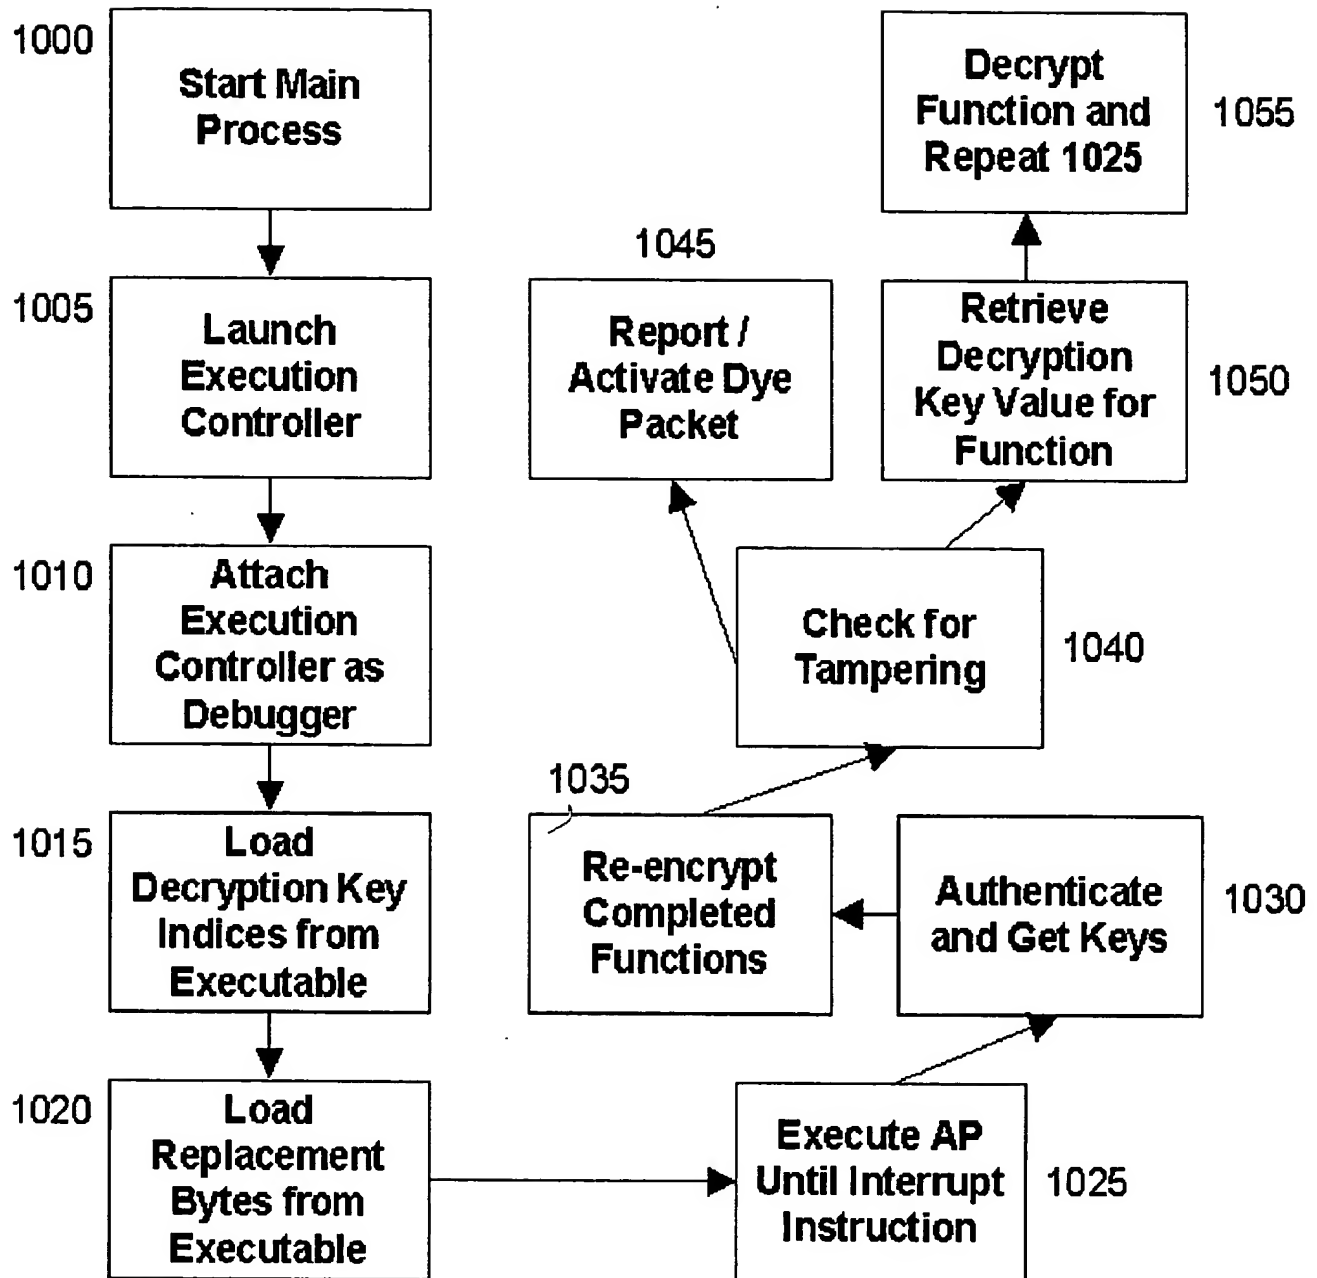 1000
Start Main
Process
1005
Launch
Execution
Controller
1010
Attach
Execution
Controller as
Debugger
1015
Load
Decryption Key
Indices from
Executable
1020
Load
Replacement
Bytes from
Executable
Execute AP
Until Interrupt
Instruction
1025
Authenticate
and Get Keys
1030
1035
Re-encrypt
Completed
Functions
Check for
Tampering
1040
1045
Report /
Activate Dye
Packet
Retrieve
Decryption
Key Value for
Function
1050
Decrypt
Function and
Repeat 1025
1055